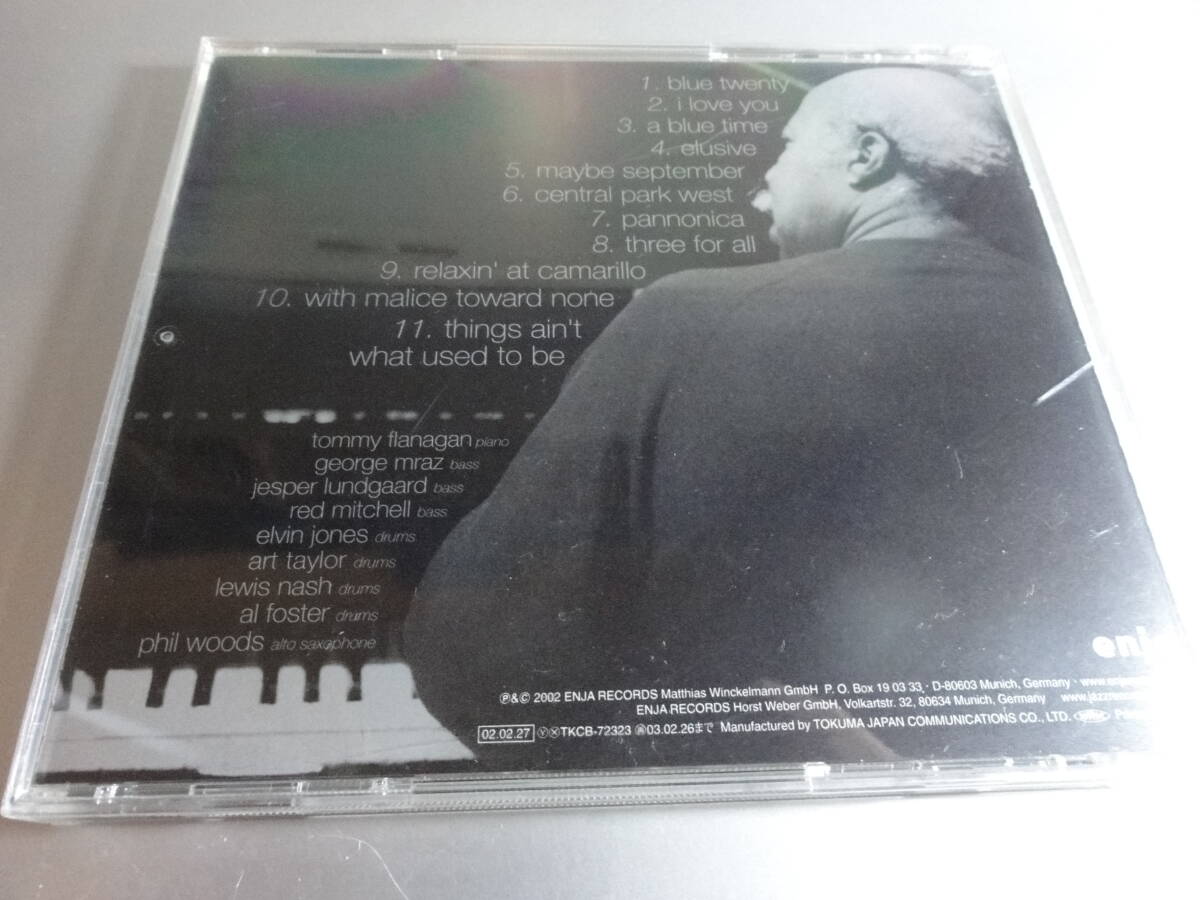 1. blue twenty
2. i love you
3. a blue time
4. elusive
5. maybe september
6. central park west
7. pannonica
8. three for all
9. relaxin' at camarillo
10. with malice toward none
11. things ain't
what used to be
tommy flanagan piano
george mraz bass
jesper lundgaard bass
red mitchell bass
elvin jones drums
art taylor drums
lewis nash drums
al foster drums
phil woods alto saxophone
℗&© 2002 ENJA RECORDS Matthias Winckelmann GmbH P. O. Box 19 03 33 · D-80603 Munich, Germany ·
ENJA RECORDS Horst Weber GmbH, Volkartstr. 32, 80634 Munich, Germany
02.02.27 ⓎⓍTKCB-72323 03.02.26まで Manufactured by TOKUMA JAPAN COMMUNICATIONS CO., LTD.